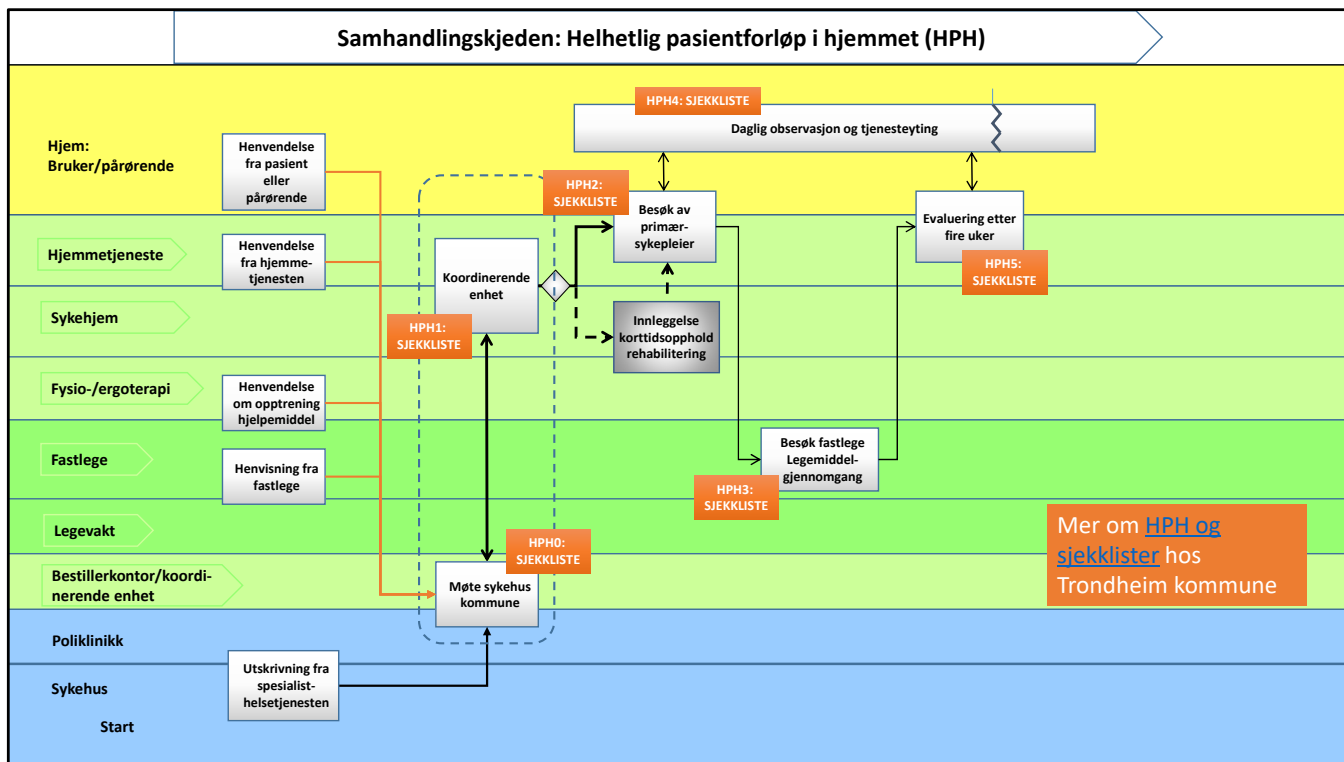 Samhandlingskjeden: Helhetlig pasientforløp i hjemmet (HPH)
HPH4: SJEKKLISTE
Daglig observasjon og tjenesteyting
Hjem:
Bruker/pårørende
Henvendelse
fra pasient
eller
pårørende
HPH2:
SJEKKLISTE
Besøk av
primær-
sykepleier
Evaluering etter
fire uker
HPH5:
SJEKKLISTE
Hjemmetjeneste
Henvendelse
fra hjemme-
tjenesten
Koordinerende
enhet
Sykehjem
HPH1:
SJEKKLISTE
Innleggelse
korttidsopphold
rehabilitering
Fysio-/ergoterapi
Henvendelse
om opptrening
hjelpemiddel
Fastlege
Henvisning fra
fastlege
Besøk fastlege
Legemiddel-
gjennomgang
HPH3:
SJEKKLISTE
Legevakt
HPH0:
SJEKKLISTE
Mer om HPH og
sjekklister hos
Trondheim kommune
Bestillerkontor/koordi-
nerende enhet
Møte sykehus
kommune
Poliklinikk
Sykehus
Utskrivning fra
spesialist-
helsetjenesten
Start